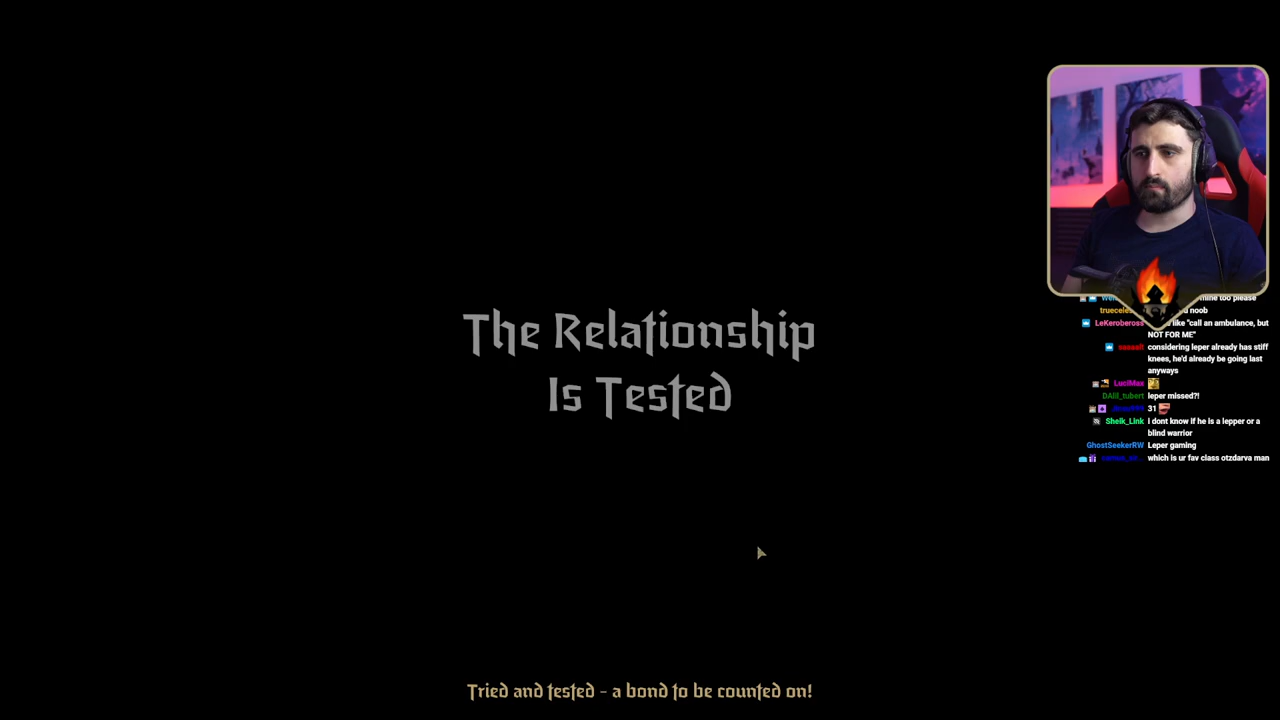 The Relationship
Is Tested
Tried and tested - a bond to be counted on!
mine too please
noob
LeKerobeross like "call an ambulance, but
NOT FOR ME"
considering leper already has stiff
knees, he'd already be going last
anyways
LuciMax
DAlil_tubert leper missed?!
31
Sheik_Link I dont know if he is a lepper or a
blind warrior
GhostSeekerRW Leper gaming
which is ur fav class otzdarva man